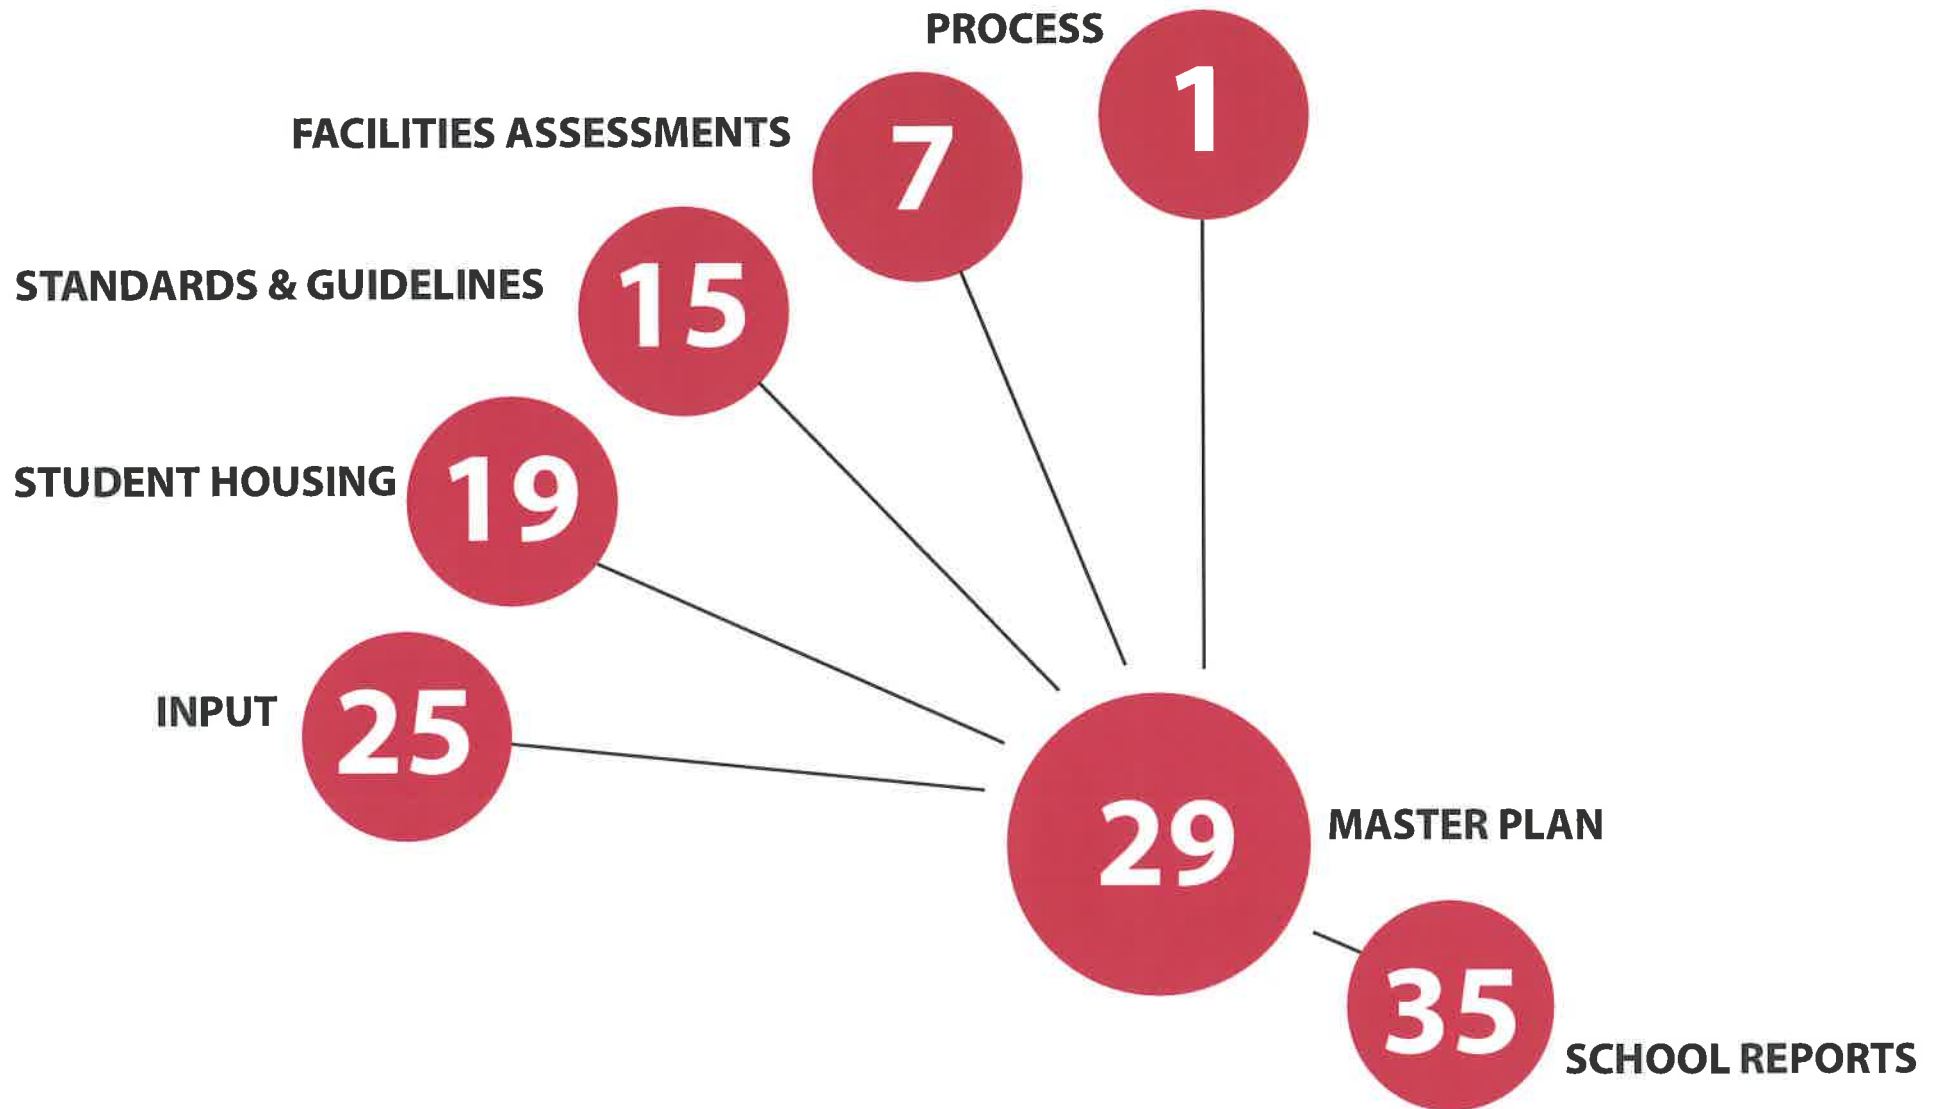 PROCESS
1
FACILITIES ASSESSMENTS
7
STANDARDS & GUIDELINES
15
STUDENT HOUSING
19
INPUT
25
29
MASTER PLAN
35
SCHOOL REPORTS